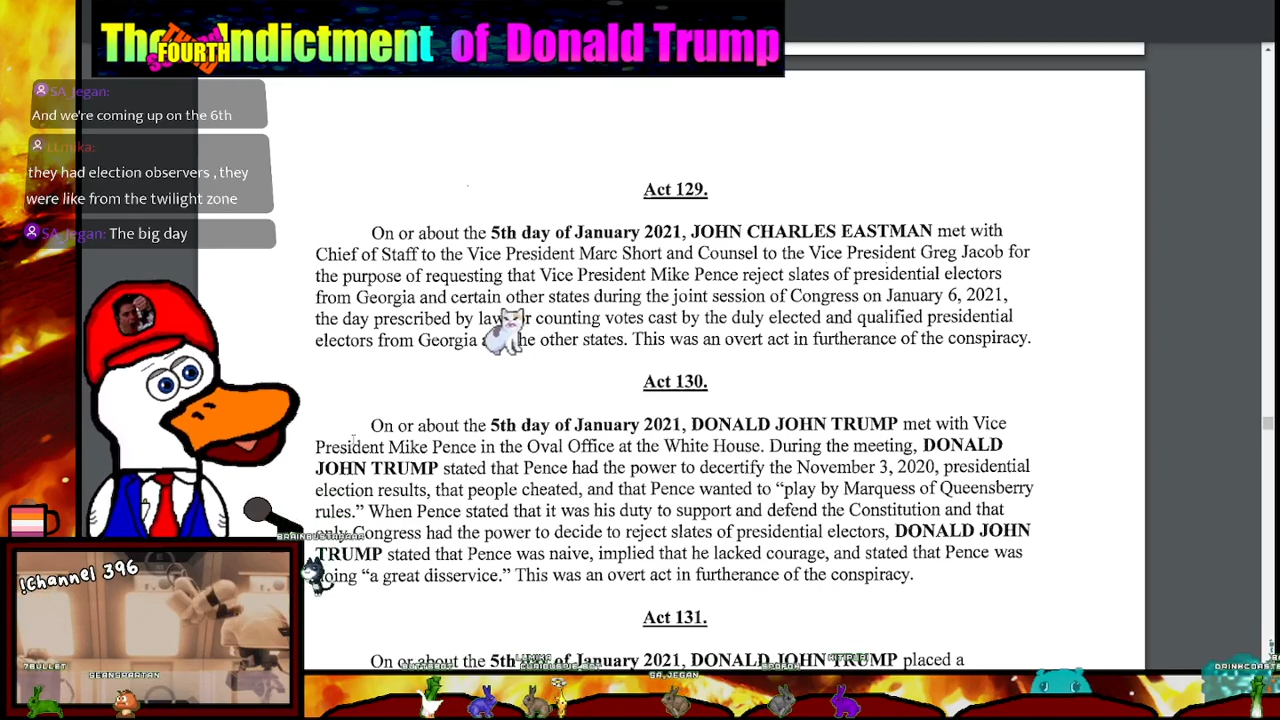 The FOURTH Indictment of Donald Trump
SA_Jegan:
And we're coming up on the 6th
LLmika:
they had election observers , they
were like from the twilight zone
SA_Jegan: The big day
Act 129.
On or about the 5th day of January 2021, JOHN CHARLES EASTMAN met with
Chief of Staff to the Vice President Marc Short and Counsel to the Vice President Greg Jacob for
the purpose of requesting that Vice President Mike Pence reject slates of presidential electors
from Georgia and certain other states during the joint session of Congress on January 6, 2021,
the day prescribed by law counting votes cast by the duly elected and qualified presidential
electors from Georgia other states. This was an overt act in furtherance of the conspiracy.
Act 130.
On or about the 5th day of January 2021, DONALD JOHN TRUMP met with Vice
President Mike Pence in the Oval Office at the White House. During the meeting, DONALD
JOHN TRUMP stated that Pence had the power to decertify the November 3, 2020, presidential
election results, that people cheated, and that Pence wanted to “play by Marquess of Queensberry
rules.” When Pence stated that it was his duty to support and defend the Constitution and that
only Congress had the power to decide to reject slates of presidential electors, DONALD JOHN
TRUMP stated that Pence was naive, implied that he lacked courage, and stated that Pence was
doing “a great disservice.” This was an overt act in furtherance of the conspiracy.
Act 131.
On or about the 5th day of January 2021, DONALD JOHN TRUMP placed a
!Channel 396
7BULLET
GEANSPARTAN
SA_JEGAN